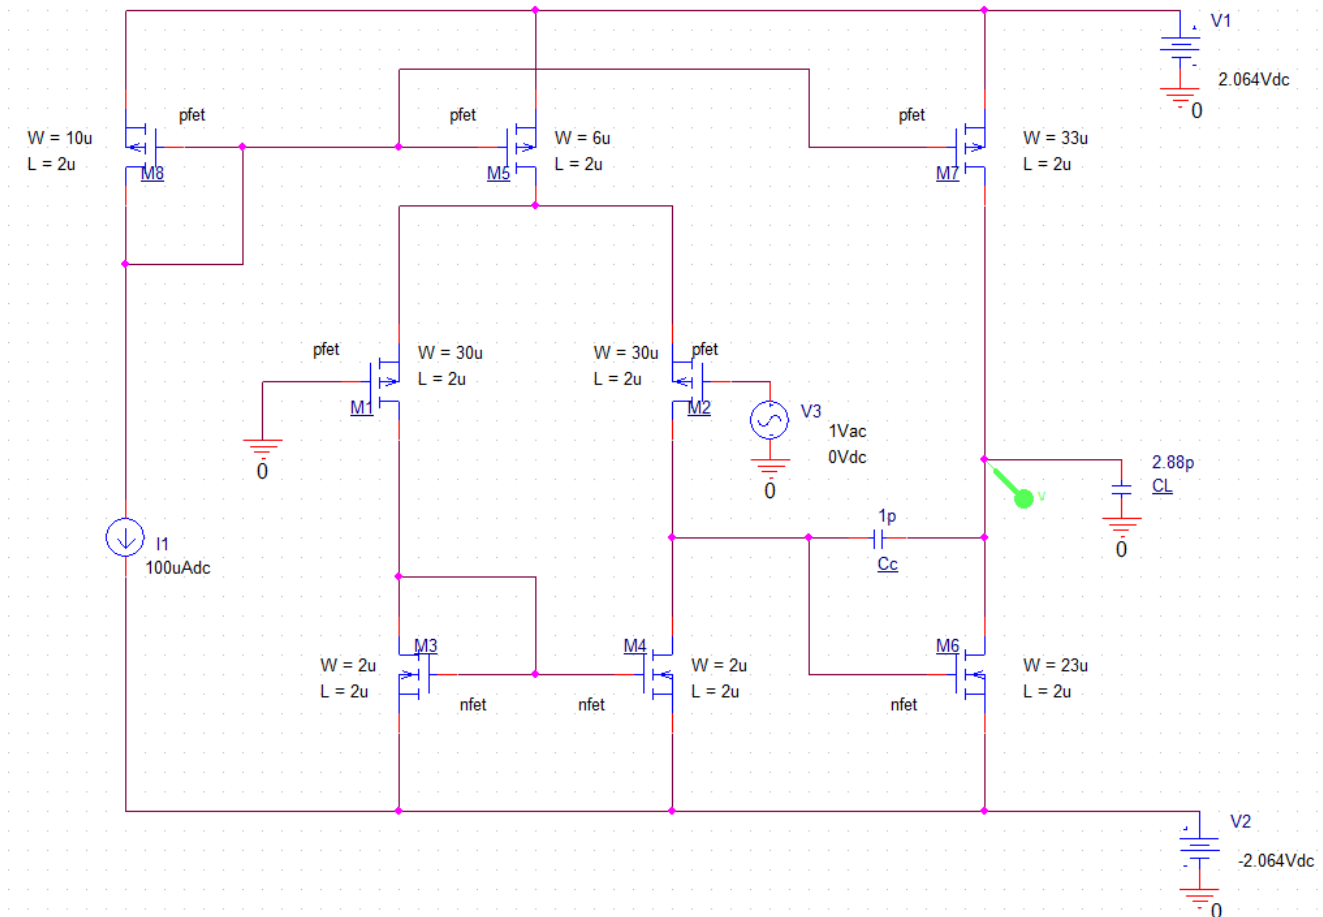 V1
2.064Vdc
0
pfet
W = 10u
L = 2u
M8
pfet
W = 6u
L = 2u
M5
pfet
W = 33u
L = 2u
M7
pfet
W = 30u
L = 2u
M1
0
W = 30u
L = 2u
pfet
M2
V3
1Vac
0Vdc
0
2.88p
CL
0
v
1p
Cc
I1
100uAdc
M3
W = 2u
L = 2u
nfet
M4
W = 2u
L = 2u
nfet
M6
W = 23u
L = 2u
nfet
V2
-2.064Vdc
0